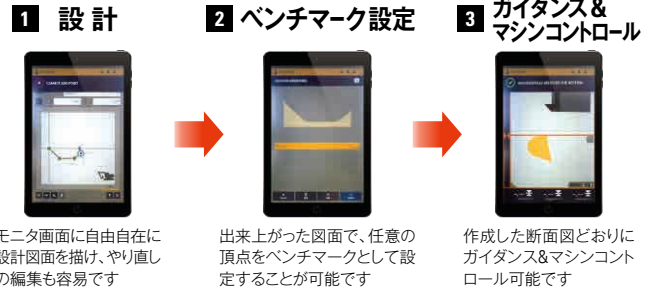 1 設計
2 ベンチマーク設定
3 ガイダンス&
マシンコントロール
モニタ画面に自由自在に
設計図面を描け、やり直し
の編集も容易です
出来上がった図面で、任意の
頂点をベンチマークとして設
定することが可能です
作成した断面図どおりに
ガイダンス&マシンコント
ロール可能です